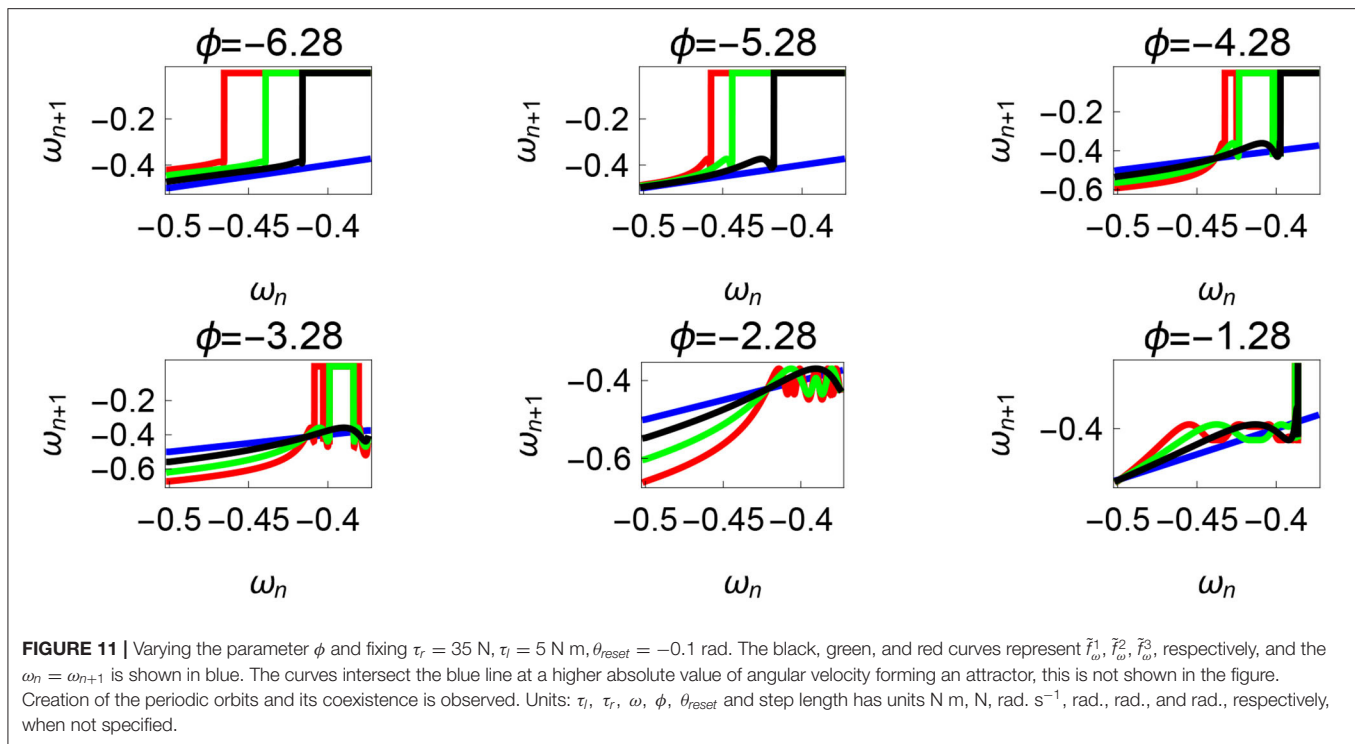 ϕ=−6.28
ϕ=−5.28
ϕ=−4.28
ωn+1
−0.2
−0.4
−0.5 −0.45 −0.4
ωn
ωn+1
−0.2
−0.4
−0.5 −0.45 −0.4
ωn
ωn+1
−0.2
−0.4
−0.6
−0.5 −0.45 −0.4
ωn
ϕ=−3.28
ϕ=−2.28
ϕ=−1.28
ωn+1
−0.2
−0.4
−0.6
−0.5 −0.45 −0.4
ωn
ωn+1
−0.4
−0.6
−0.5 −0.45 −0.4
ωn
ωn+1
−0.4
−0.5 −0.45 −0.4
ωn
FIGURE 11 | Varying the parameter ϕ and fixing τr = 35 N, τl = 5 N m, θreset = −0.1 rad. The black, green, and red curves represent f̃ω1, f̃ω2, f̃ω3, respectively, and the
ωn = ωn+1 is shown in blue. The curves intersect the blue line at a higher absolute value of angular velocity forming an attractor, this is not shown in the figure.
Creation of the periodic orbits and its coexistence is observed. Units: τl, τr, ω, ϕ, θreset and step length has units N m, N, rad. s−1, rad., rad., and rad., respectively,
when not specified.